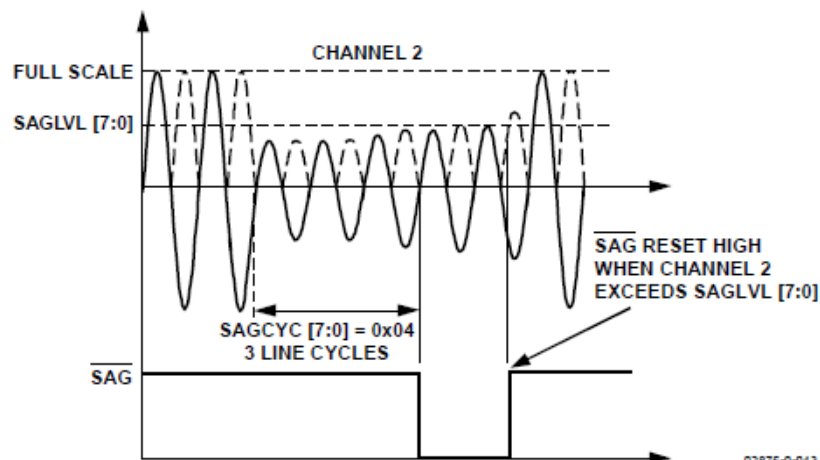 CHANNEL 2
FULL SCALE
SAGLVL [7:0]
SAG RESET HIGH
WHEN CHANNEL 2
EXCEEDS SAGLVL [7:0]
SAGCYC [7:0] = 0x04
3 LINE CYCLES
SAG